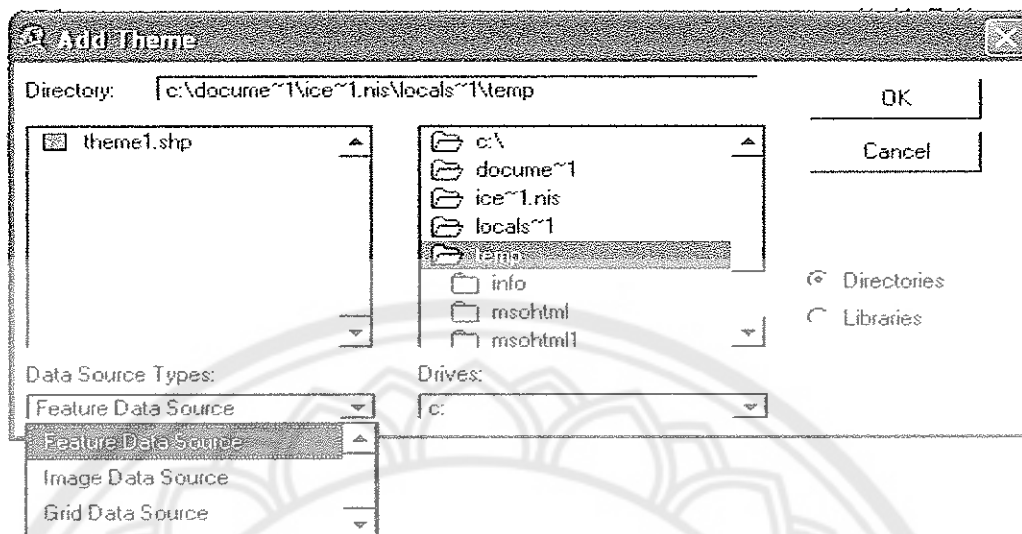 Add Theme
Directory: c:\docume~1\ice~1.nis\locals~1\temp
OK
Cancel
theme1.shp
c:\
docume~1
ice~1.nis
locals~1
temp
info
msohtml
msohtml1
Directories
Libraries
Data Source Types:
Feature Data Source
Feature Data Source
Image Data Source
Grid Data Source
Drives:
c: